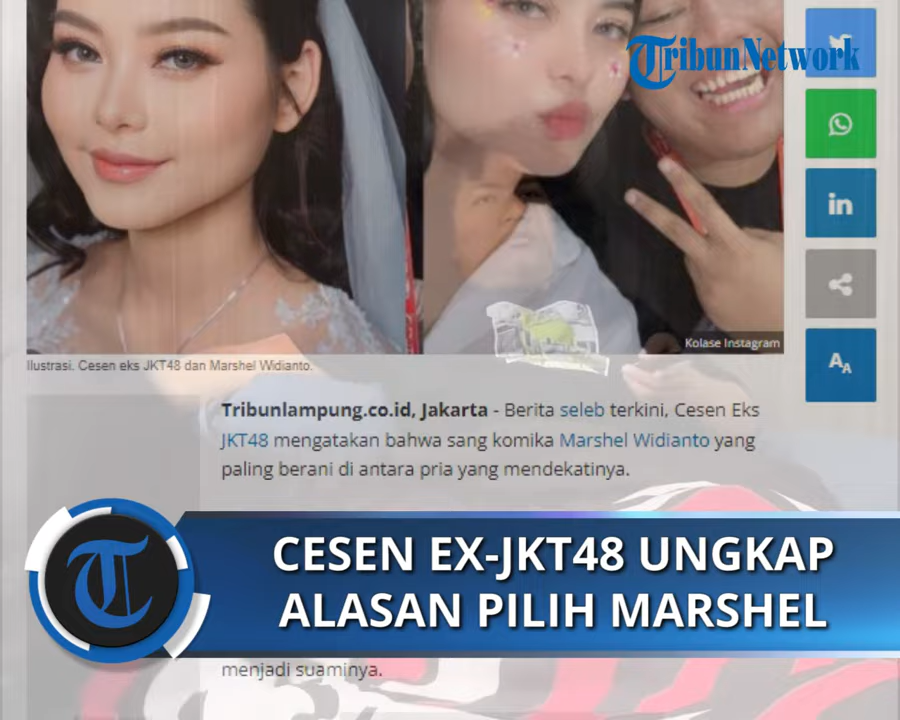 TribunNetwork
Kolase Instagram
Ilustrasi. Cesen eks JKT48 dan Marshel Widianto.
Tribunlampung.co.id, Jakarta - Berita seleb terkini, Cesen Eks
JKT48 mengatakan bahwa sang komika Marshel Widianto yang
paling berani di antara pria yang mendekatinya.
CESEN EX-JKT48 UNGKAP
ALASAN PILIH MARSHEL
menjadi suaminya.